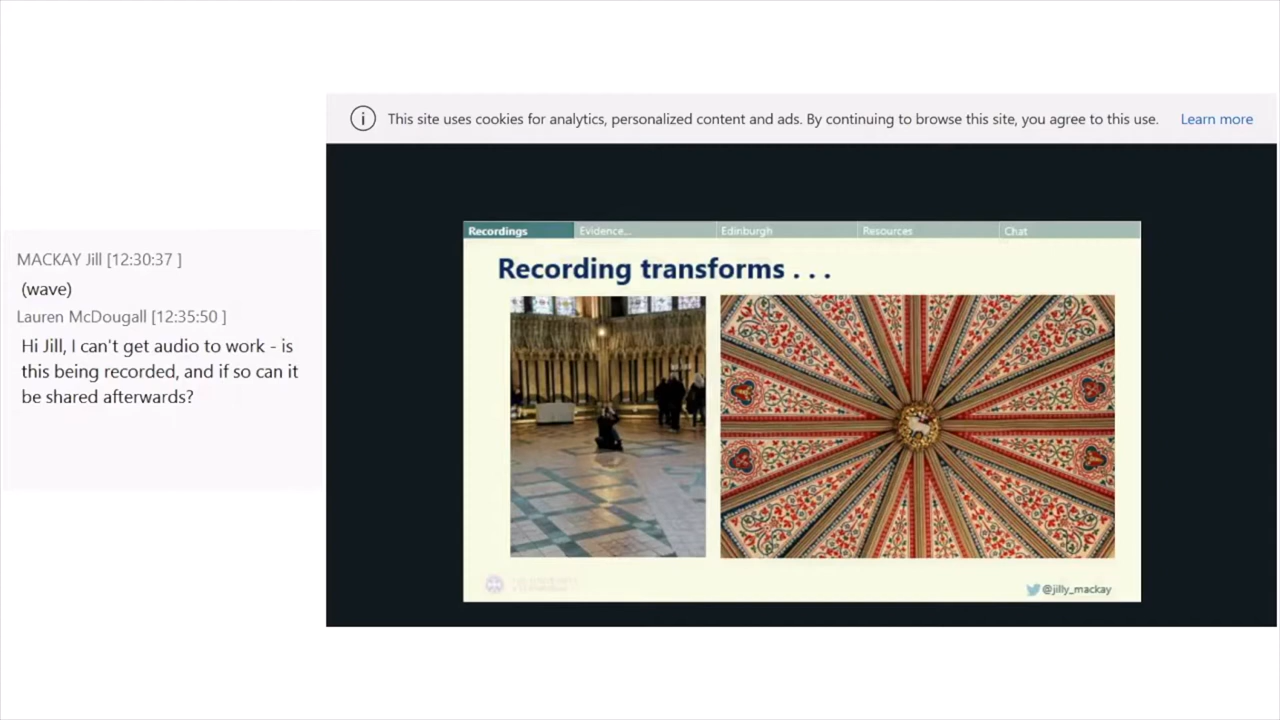 This site uses cookies for analytics, personalized content and ads. By continuing to browse this site, you agree to this use. Learn more
MACKAY Jill [12:30:37 ]
(wave)
Lauren McDougall [12:35:50 ]
Hi Jill, I can't get audio to work - is
this being recorded, and if so can it
be shared afterwards?
Recordings Evidence... Edinburgh Resources Chat
Recording transforms . . .
@jilly_mackay